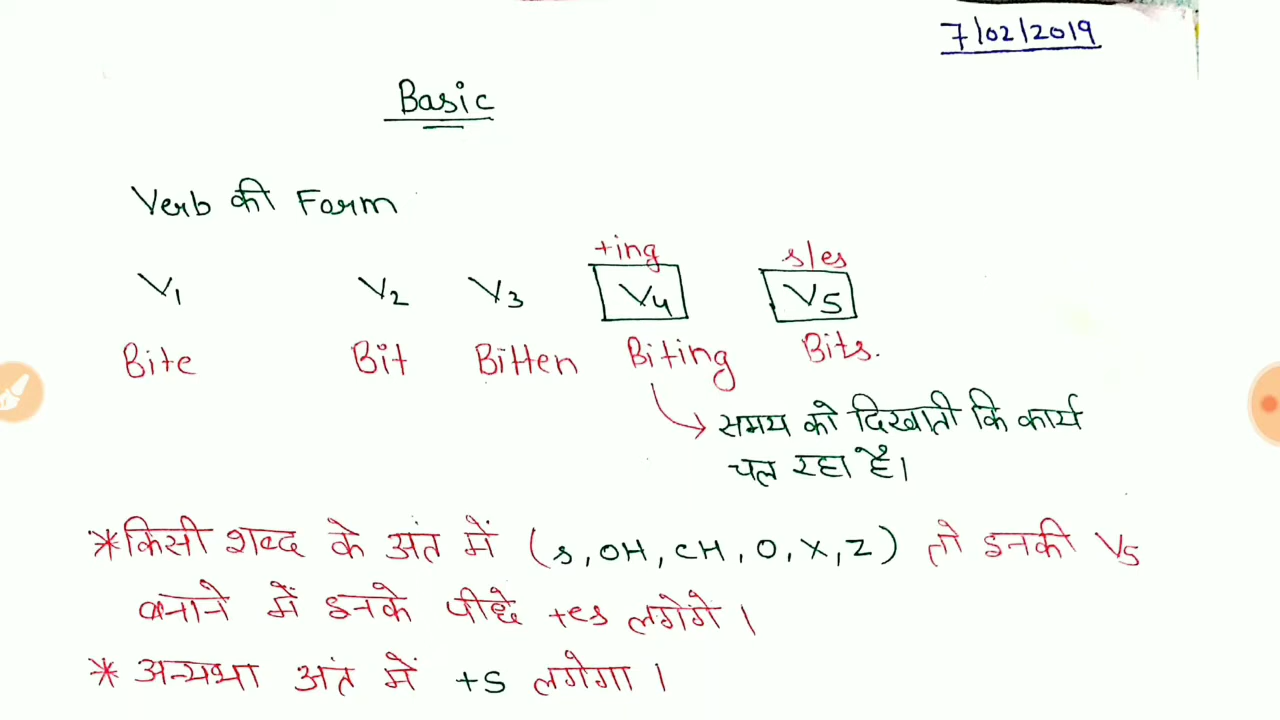 7/02/2019
Basic
Verb की Form
+ing s/es
V1 V2 V3 V4 V5
Bite Bit Bitten Biting Bits.
समय को दिखाती कि कार्य
चल रहा है।
*किसी शब्द के अंत में (s, OH, CH, O, X, Z) तो इनकी V5
बनाने में इनके पीछे +es लगेगे।
* अन्यथा अंत में +S लगेगा।